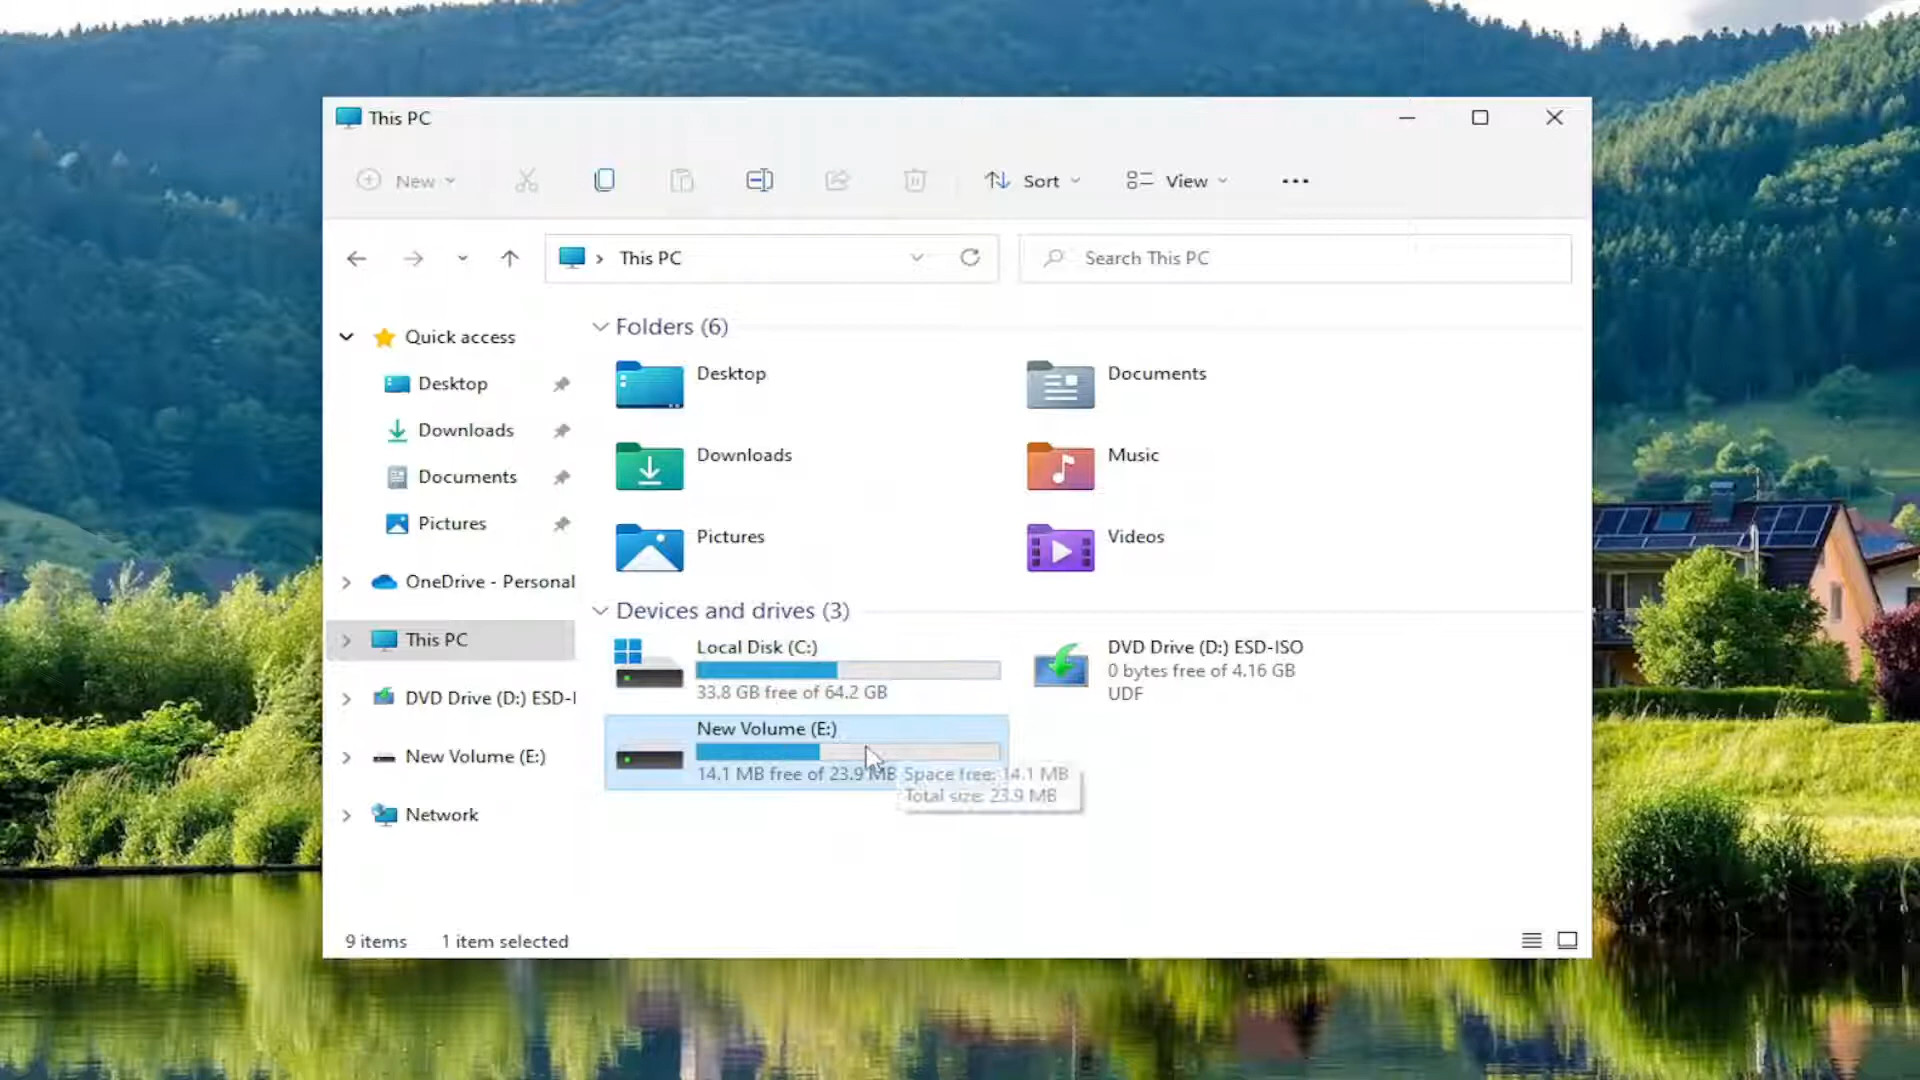 This PC
New
Sort
View
This PC
Search This PC
Quick access
Desktop
Downloads
Documents
Pictures
OneDrive - Personal
This PC
DVD Drive (D:) ESD-I
New Volume (E:)
Network
Folders (6)
Desktop
Documents
Downloads
Music
Pictures
Videos
Devices and drives (3)
Local Disk (C:)
33.8 GB free of 64.2 GB
DVD Drive (D:) ESD-ISO
0 bytes free of 4.16 GB
UDF
New Volume (E:)
14.1 MB free of 23.9 MB
Space free: 14.1 MB
Total size: 23.9 MB
9 items
1 item selected